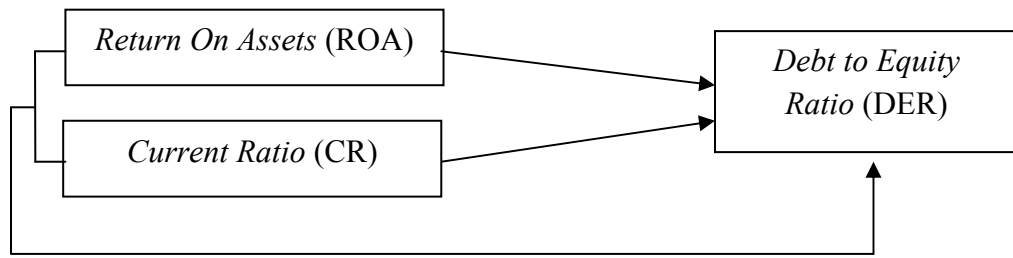 Return On Assets (ROA)
Debt to Equity
Ratio (DER)
Current Ratio (CR)